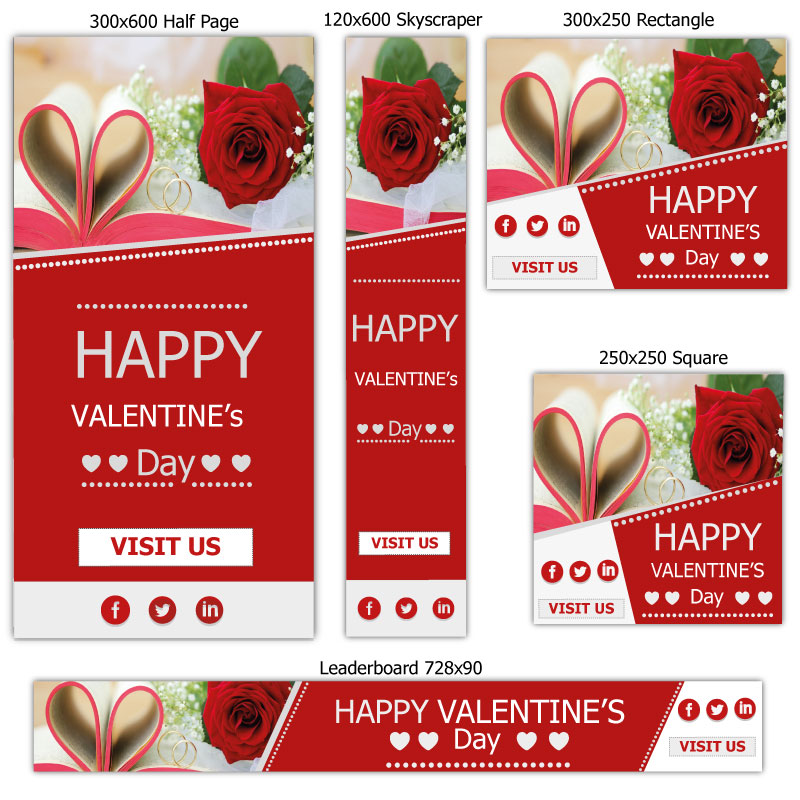 300x600 Half Page
HAPPY
VALENTINE's
Day
VISIT US
f in
120x600 Skyscraper
HAPPY
VALENTINE's
Day
VISIT US
f in
300x250 Rectangle
HAPPY
VALENTINE'S
Day
f in
VISIT US
250x250 Square
HAPPY
VALENTINE'S
Day
f in
VISIT US
Leaderboard 728x90
HAPPY VALENTINE'S
Day
f in
VISIT US